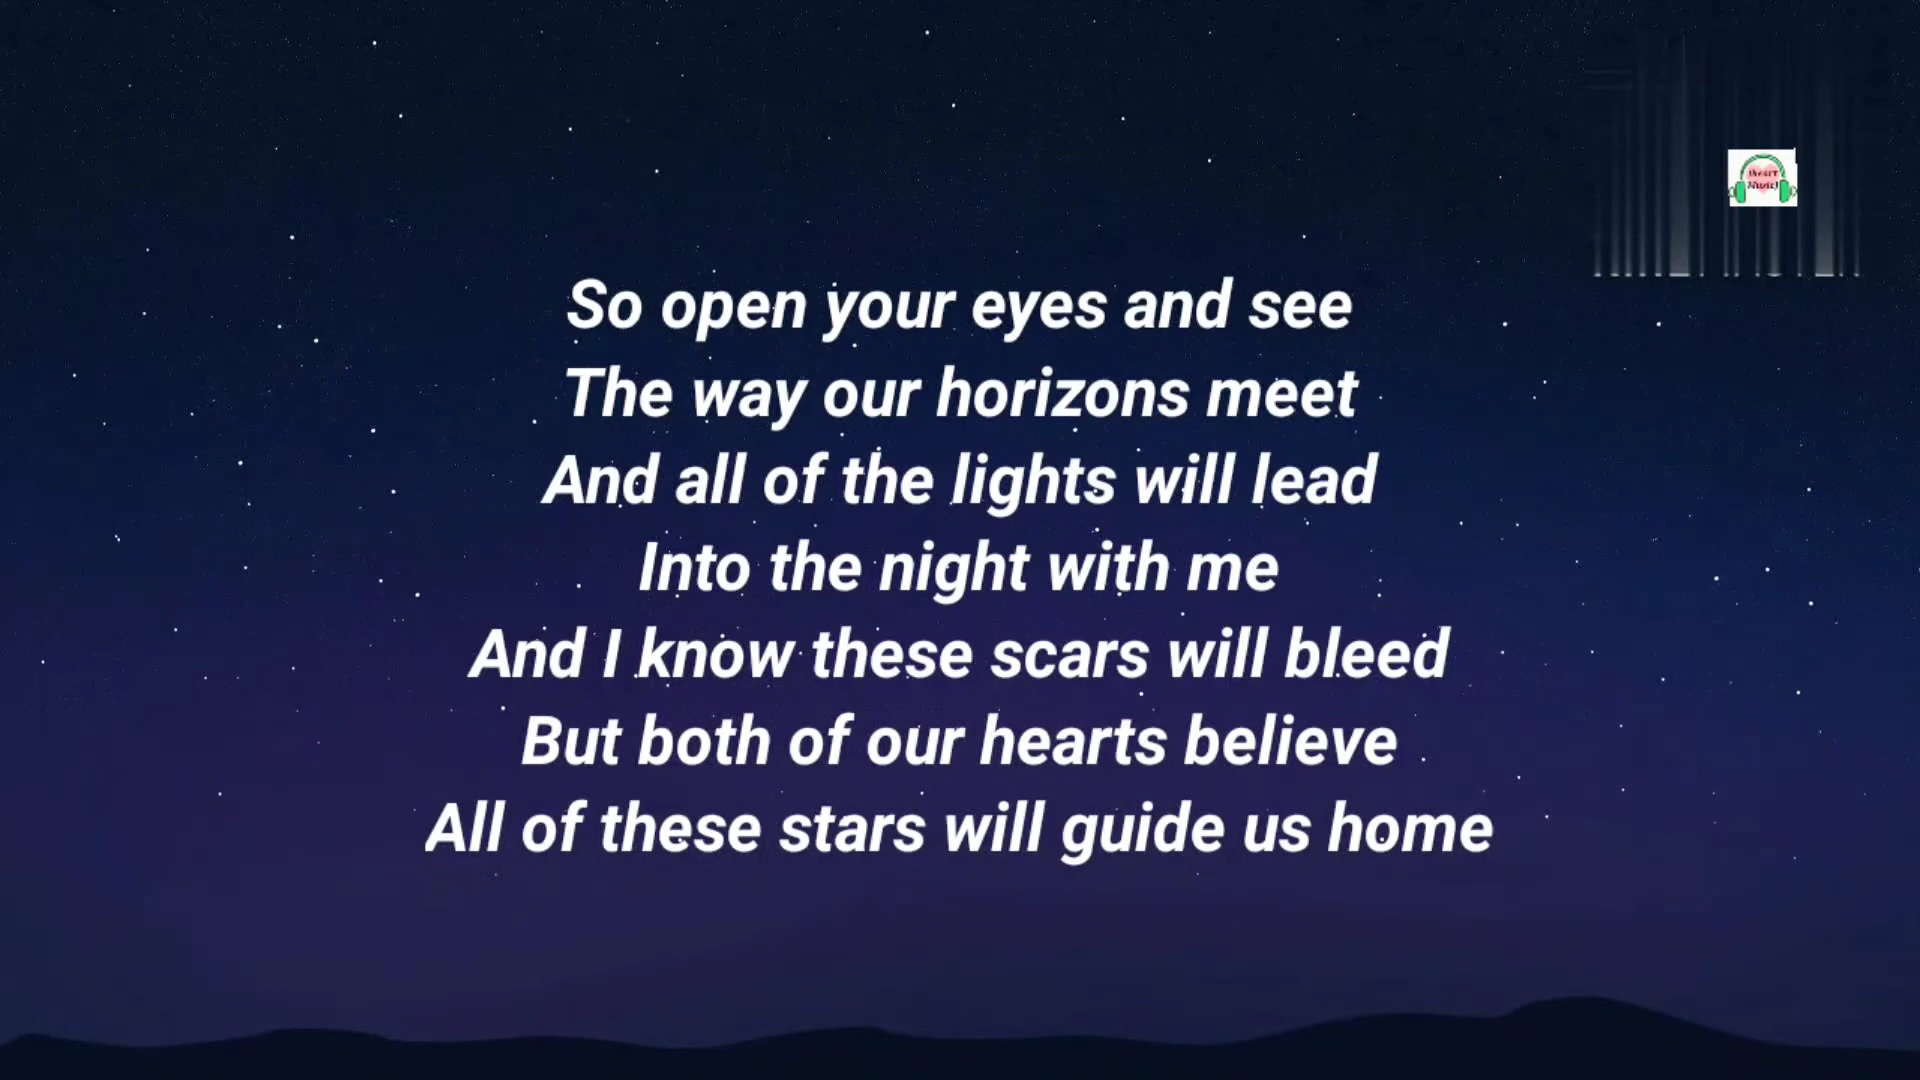 iheart
Music!
So open your eyes and see
The way our horizons meet
And all of the lights will lead
Into the night with me
And I know these scars will bleed
But both of our hearts believe
All of these stars will guide us home